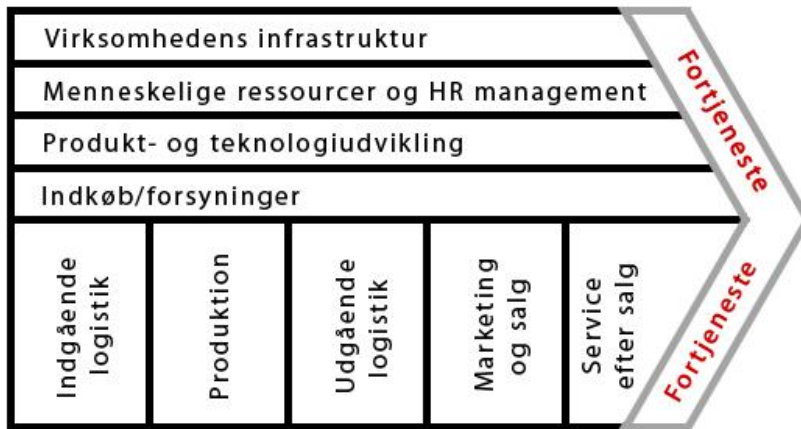 Virksomhedens infrastruktur
Menneskelige ressourcer og HR management
Produkt- og teknologiudvikling
Indkøb/forsyninger
Fortjeneste
Indgående
logistik
Produktion
Udgående
logistik
Marketing
og salg
Service
efter salg
Fortjeneste